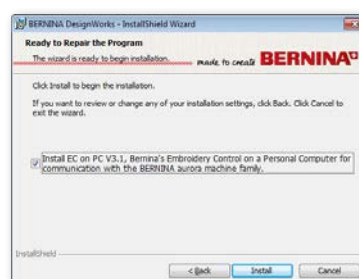 BERNINA DesignWorks - InstallShield Wizard
Ready to Repair the Program
The wizard is ready to begin installation.
made to create BERNINA
Click Install to begin the installation.
If you want to review or change any of your installation settings, click Back. Click Cancel to
exit the wizard.
Install EC on PC V3.1, Bernina's Embroidery Control on a Personal Computer for
communication with the BERNINA aurora machine family.
InstallShield
< Back
Install
Cancel